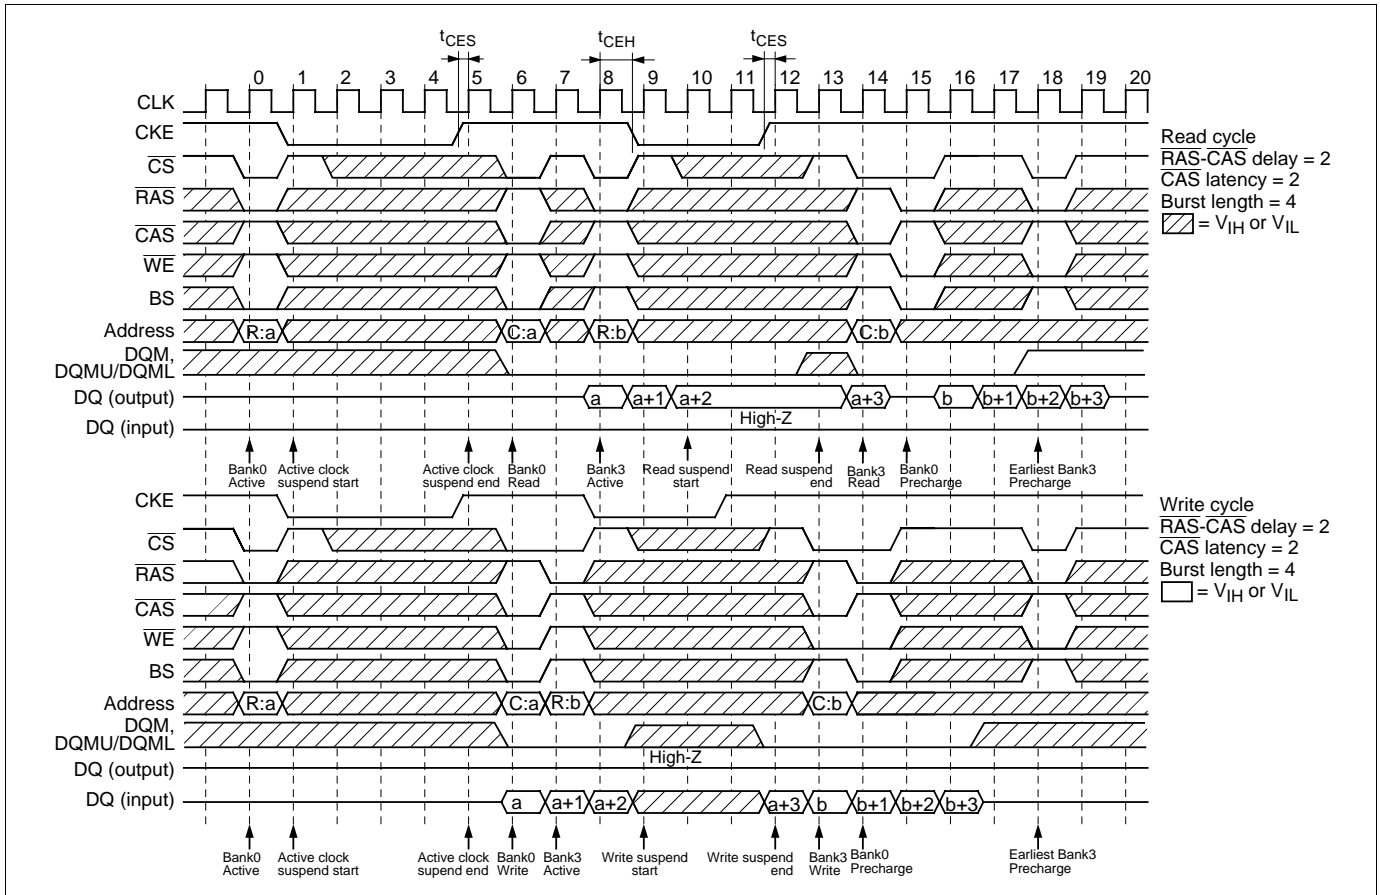 tCES tCEH tCES
0 1 2 3 4 5 6 7 8 9 10 11 12 13 14 15 16 17 18 19 20
CLK
CKE
CS
RAS
CAS
WE
BS
Address R:a C:a R:b C:b
DQM,
DQMU/DQML
DQ (output) a a+1 a+2 a+3 b b+1 b+2 b+3
High-Z
DQ (input)
Bank0 Active clock Active clock Bank0 Bank3 Read suspend Read suspend Bank3 Bank0 Earliest Bank3
Active suspend start suspend end Read Active start end Read Precharge Precharge
Read cycle
RAS-CAS delay = 2
CAS latency = 2
Burst length = 4
= VIH or VIL
CKE
CS
RAS
CAS
WE
BS
Address R:a C:a R:b C:b
DQM,
DQMU/DQML
High-Z
DQ (output)
DQ (input) a a+1 a+2 a+3 b b+1 b+2 b+3
Bank0 Active clock Active clock Bank0 Bank3 Write suspend Write suspend Bank3 Bank0 Earliest Bank3
Active suspend start supend end Write Active start end Write Precharge Precharge
Write cycle
RAS-CAS delay = 2
CAS latency = 2
Burst length = 4
= VIH or VIL